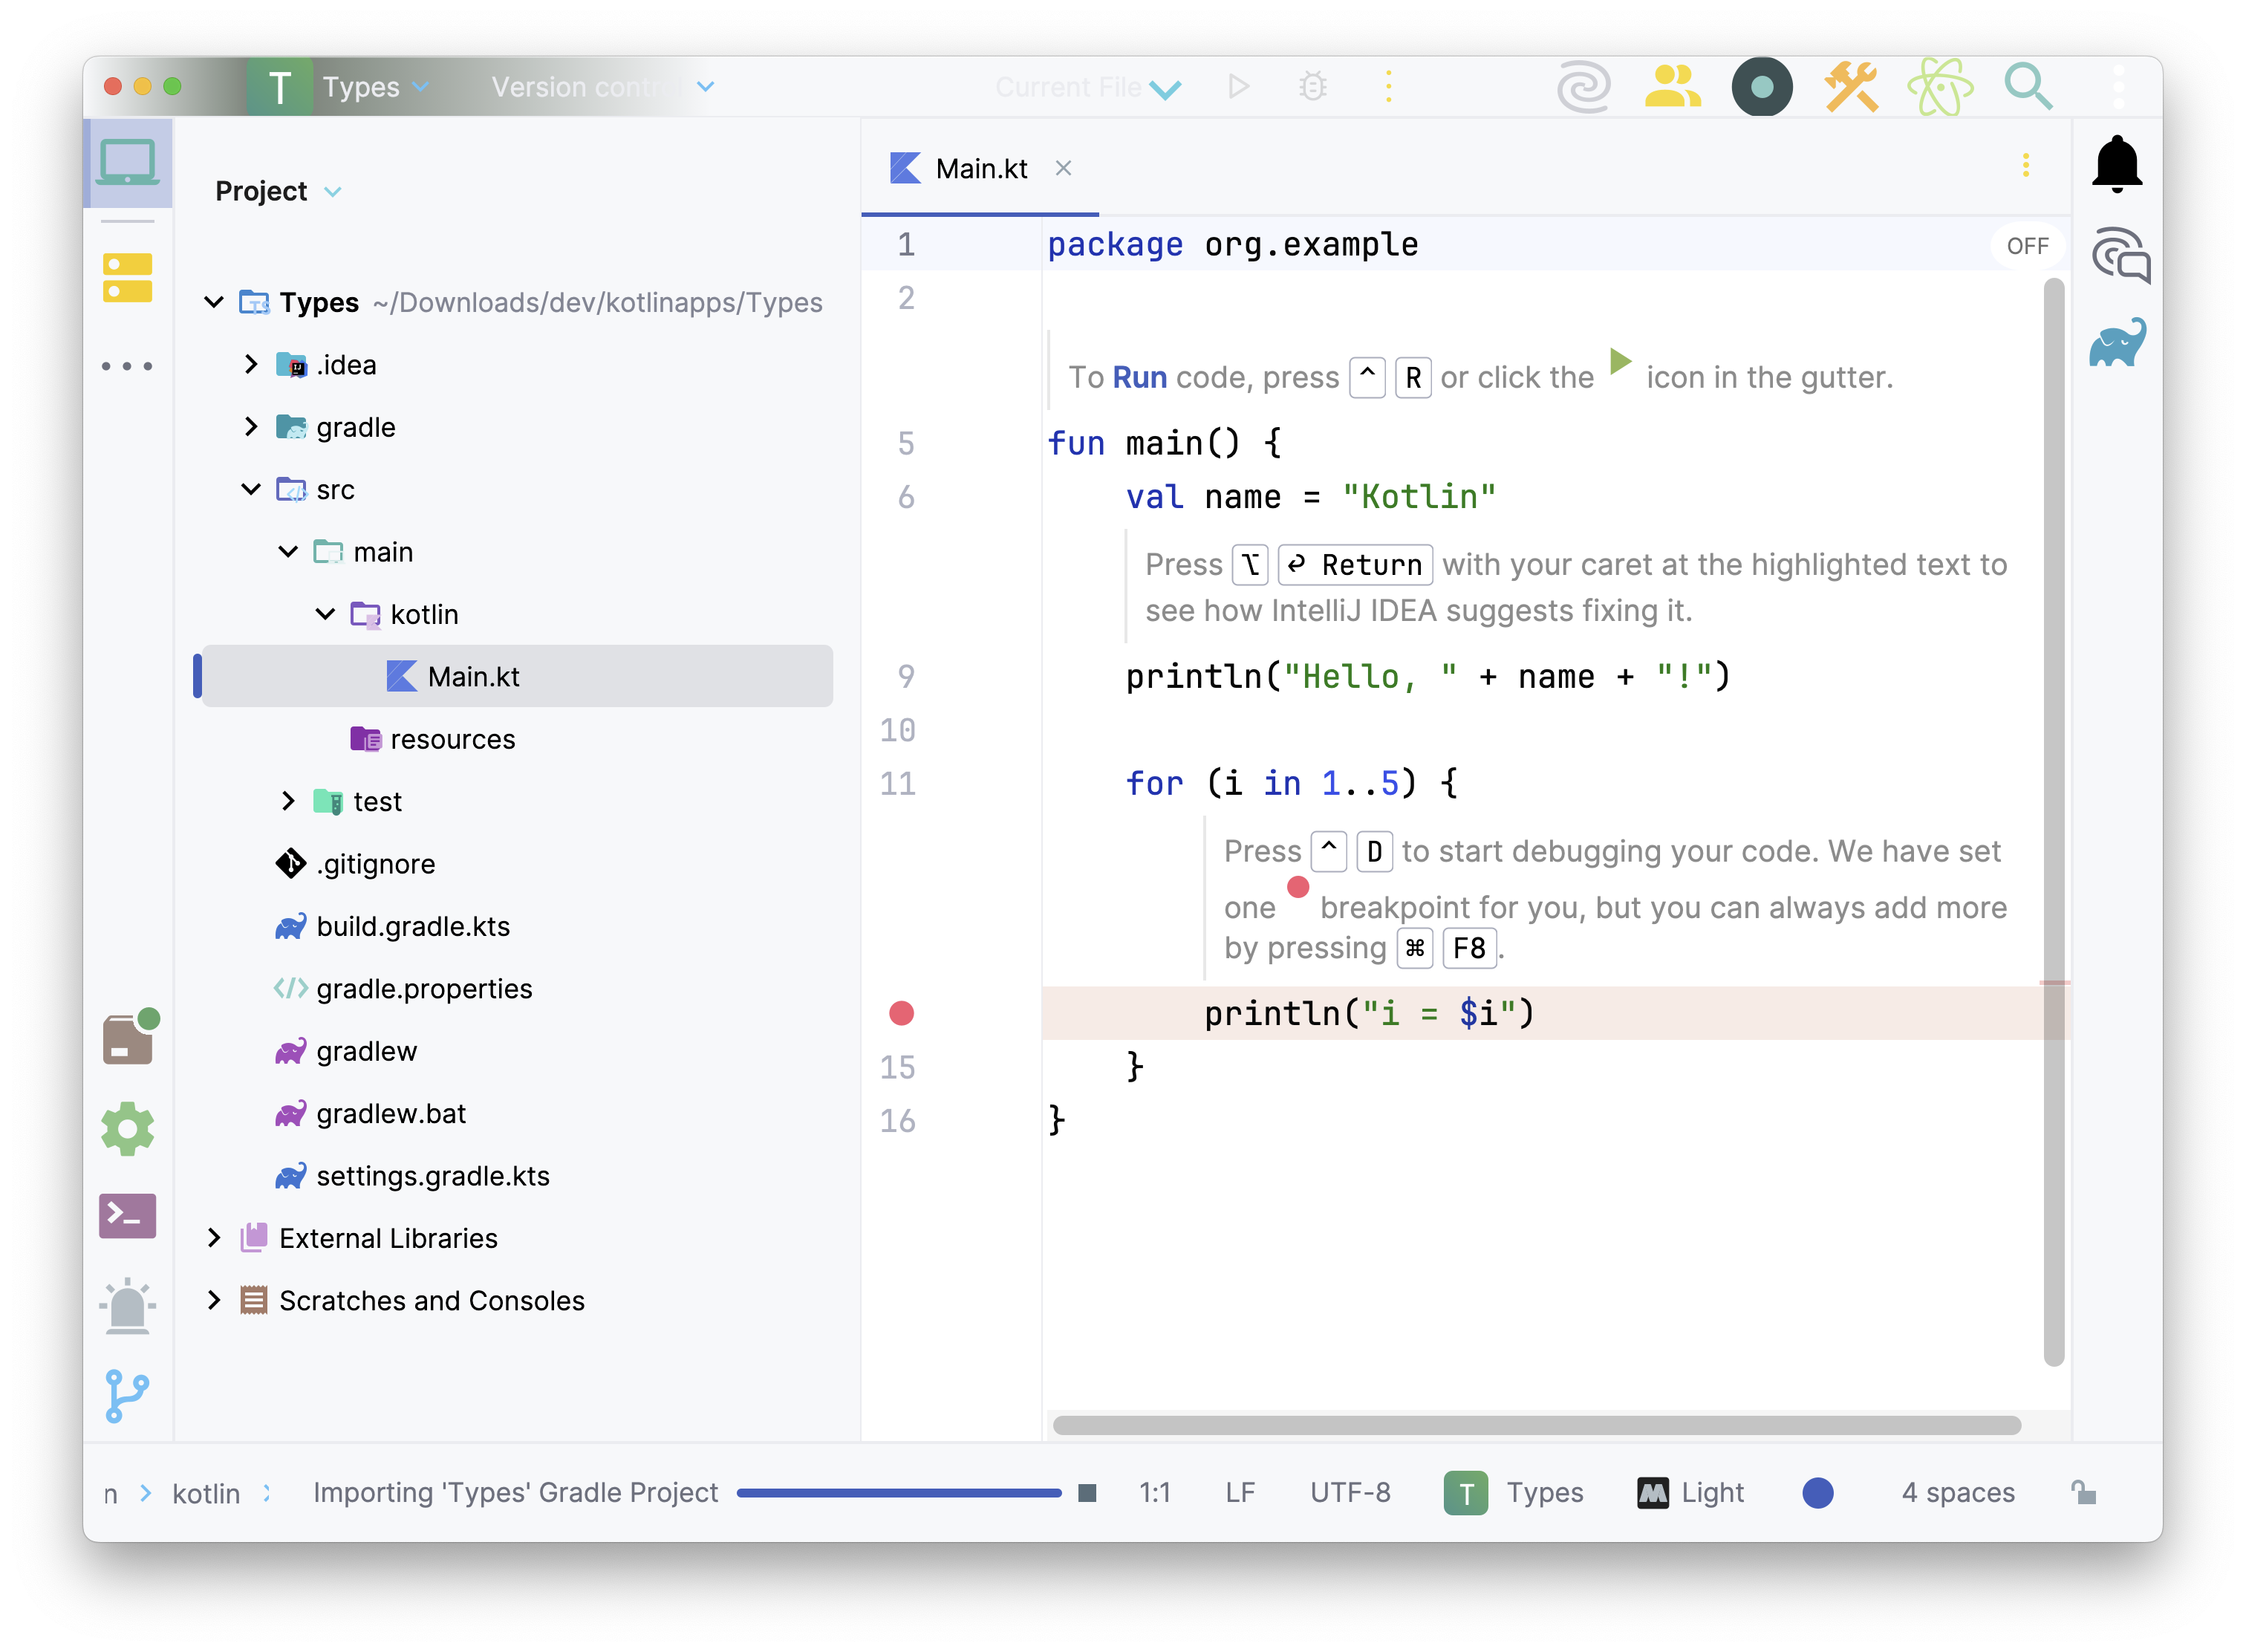 T Types Version contr
Current File
Project
Types ~/Downloads/dev/kotlinapps/Types
.idea
gradle
src
main
kotlin
Main.kt
resources
test
.gitignore
build.gradle.kts
gradle.properties
gradlew
gradlew.bat
settings.gradle.kts
External Libraries
Scratches and Consoles
Main.kt
OFF
1 package org.example
2
To Run code, press ^ R or click the icon in the gutter.
5 fun main() {
6 val name = "Kotlin"
Press ⌥ ⏎ Return with your caret at the highlighted text to
see how IntelliJ IDEA suggests fixing it.
9 println("Hello, " + name + "!")
10
11 for (i in 1..5) {
Press ^ D to start debugging your code. We have set
one breakpoint for you, but you can always add more
by pressing ⌘ F8.
println("i = $i")
15 }
16 }
n kotlin Importing 'Types' Gradle Project 1:1 LF UTF-8 T Types Light 4 spaces